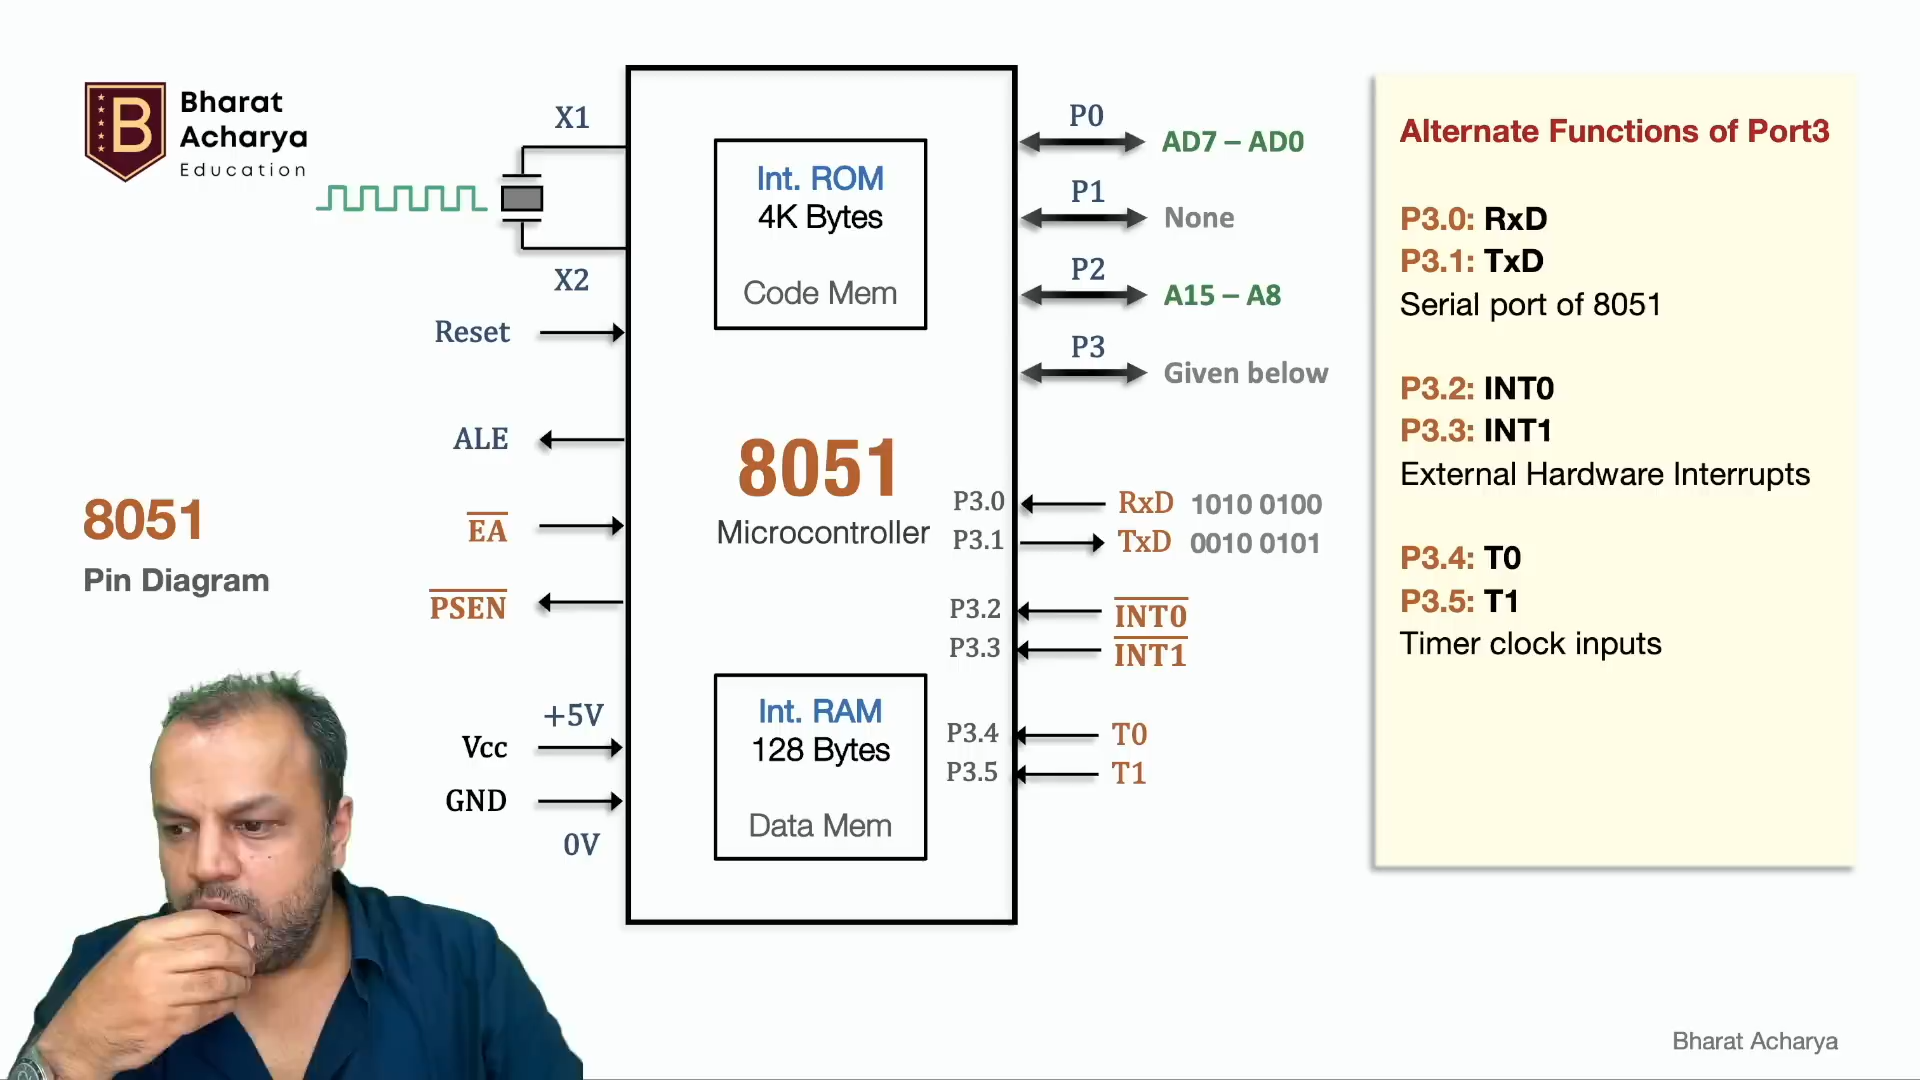 Bharat
Acharya
Education
B
8051
Pin Diagram
X1
X2
Reset
ALE
EA
PSEN
+5V
Vcc
GND
0V
Int. ROM
4K Bytes
Code Mem
8051
Microcontroller
Int. RAM
128 Bytes
Data Mem
P0
AD7 – AD0
P1
None
P2
A15 – A8
P3
Given below
P3.0 RxD 1010 0100
P3.1 TxD 0010 0101
P3.2 INT0
P3.3 INT1
P3.4 T0
P3.5 T1
Alternate Functions of Port3
P3.0: RxD
P3.1: TxD
Serial port of 8051
P3.2: INT0
P3.3: INT1
External Hardware Interrupts
P3.4: T0
P3.5: T1
Timer clock inputs
Bharat Acharya